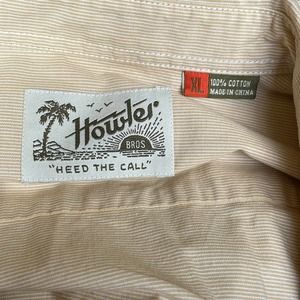 XL
100% COTTON
MADE IN CHINA
Howler
BROS
"HEED THE CALL"